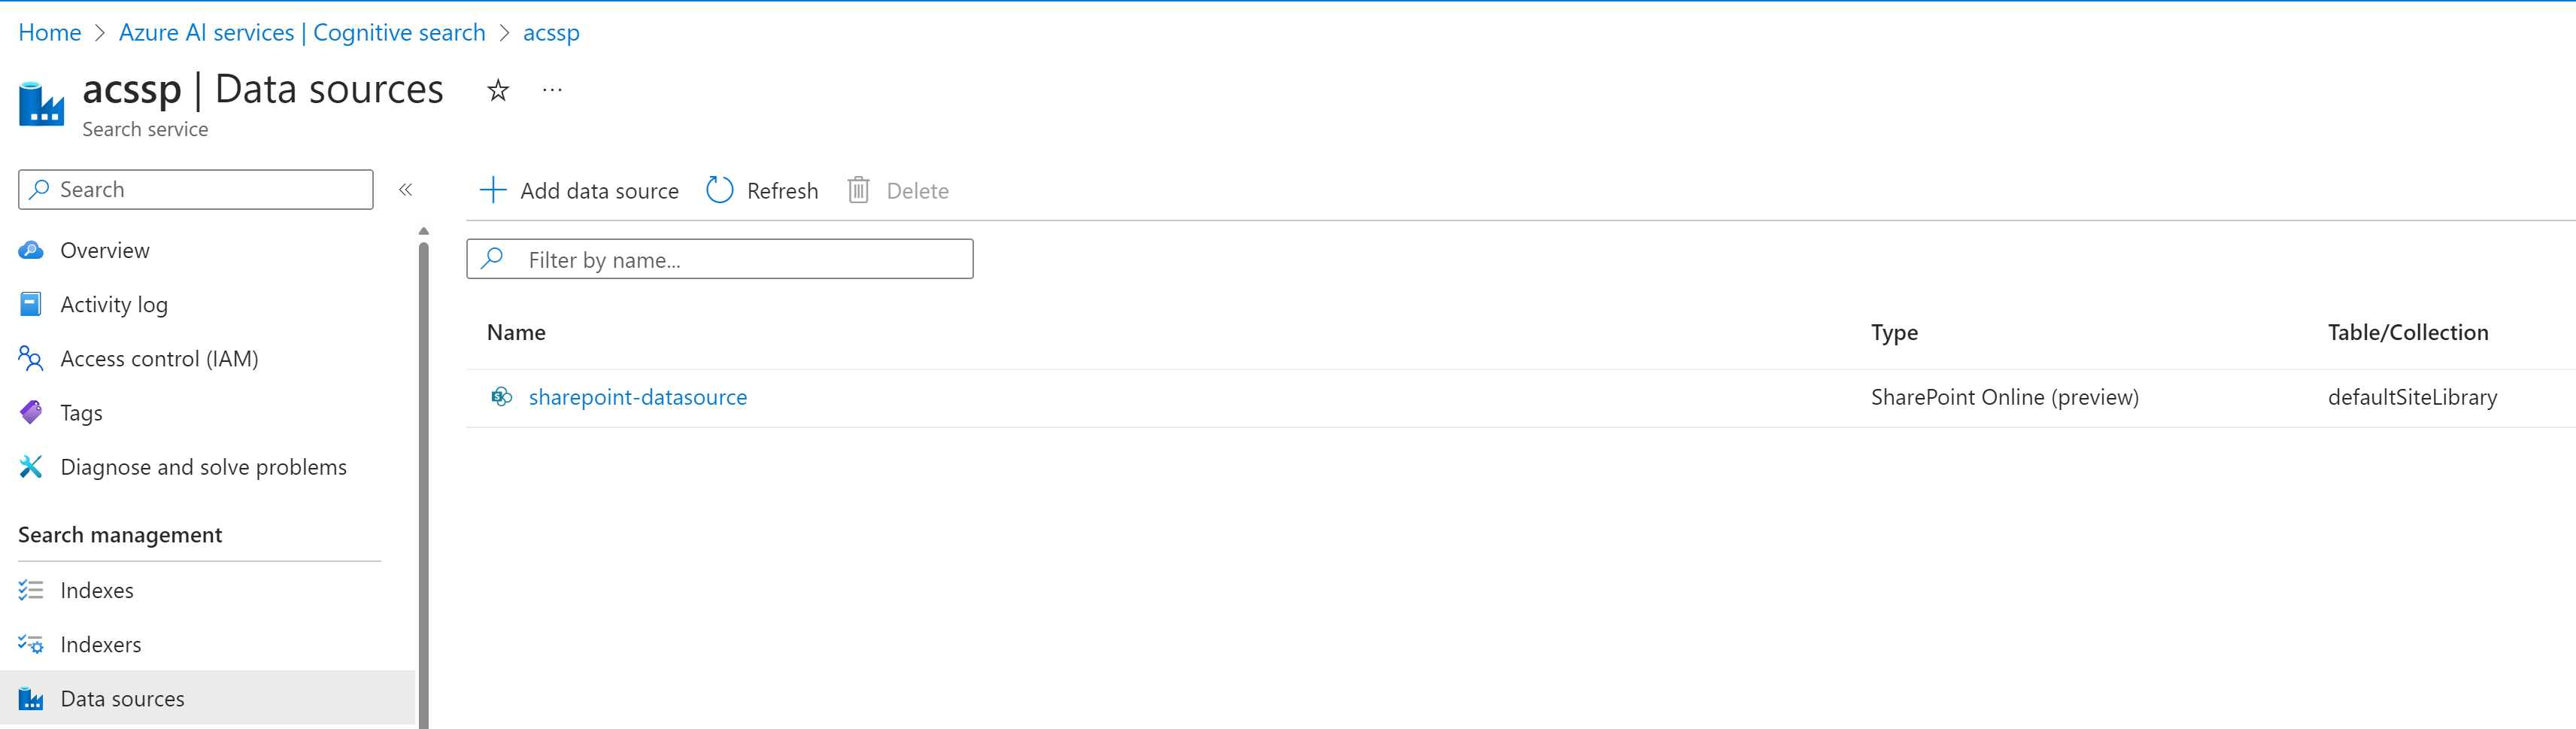 Home > Azure AI services | Cognitive search > acssp
acssp | Data sources
Search service
Search
Overview
Activity log
Access control (IAM)
Tags
Diagnose and solve problems
Search management
Indexes
Indexers
Data sources
Add data source Refresh Delete
Filter by name...
Name Type Table/Collection
sharepoint-datasource SharePoint Online (preview) defaultSiteLibrary